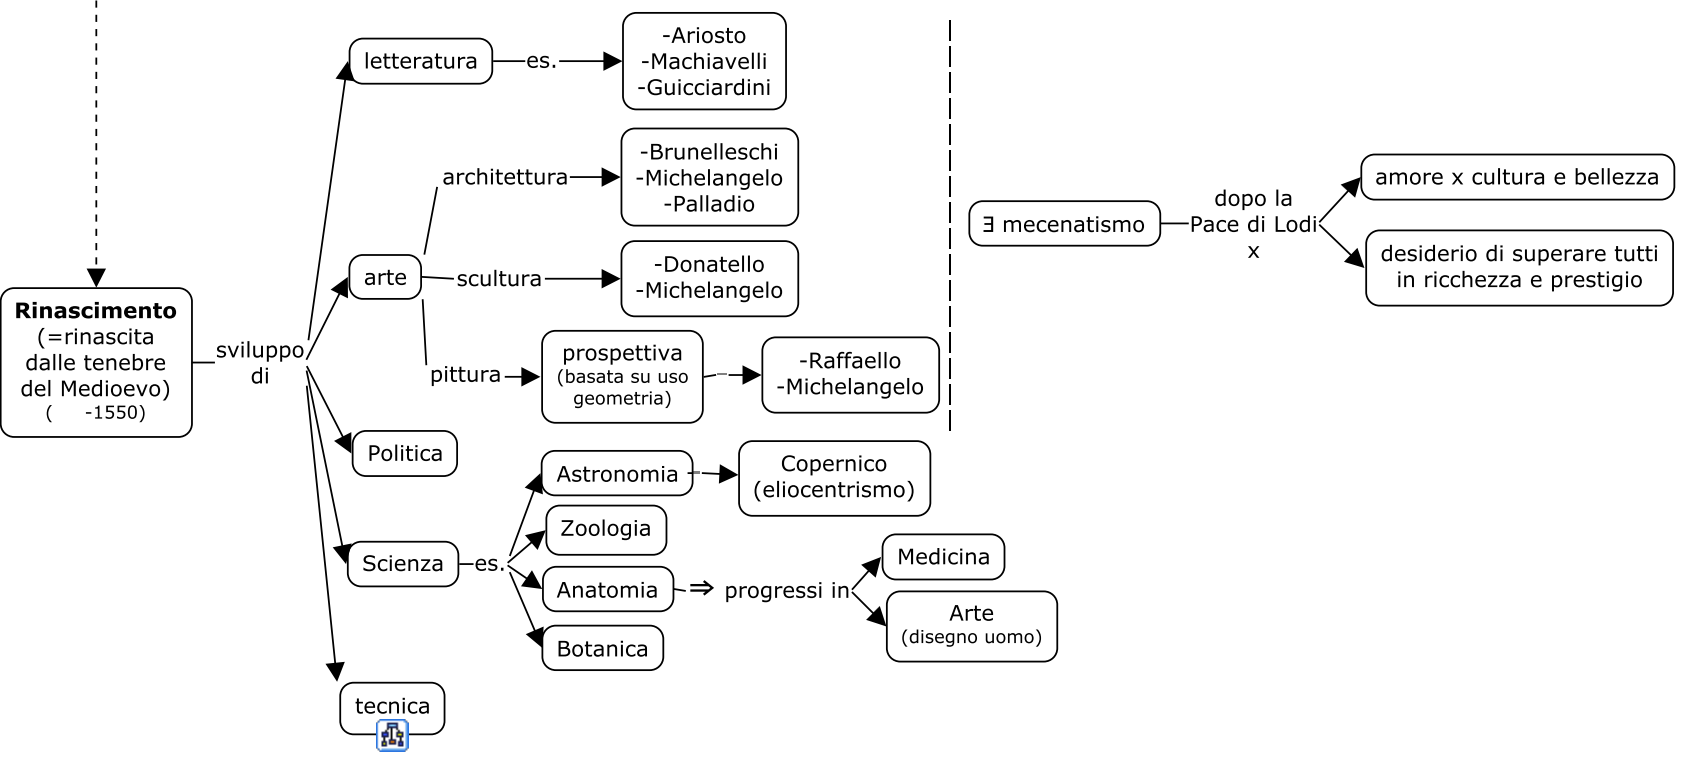 letteratura
es.
-Ariosto
-Machiavelli
-Guicciardini
architettura
-Brunelleschi
-Michelangelo
-Palladio
arte
scultura
-Donatello
-Michelangelo
pittura
prospettiva
(basata su uso
geometria)
-Raffaello
-Michelangelo
Rinascimento
(=rinascita
dalle tenebre
del Medioevo)
( -1550)
sviluppo
di
Politica
Scienza
es.
Astronomia
Copernico
(eliocentrismo)
Zoologia
Anatomia
⇒ progressi in
Medicina
Arte
(disegno uomo)
Botanica
tecnica
∃ mecenatismo
dopo la
Pace di Lodi
x
amore x cultura e bellezza
desiderio di superare tutti
in ricchezza e prestigio